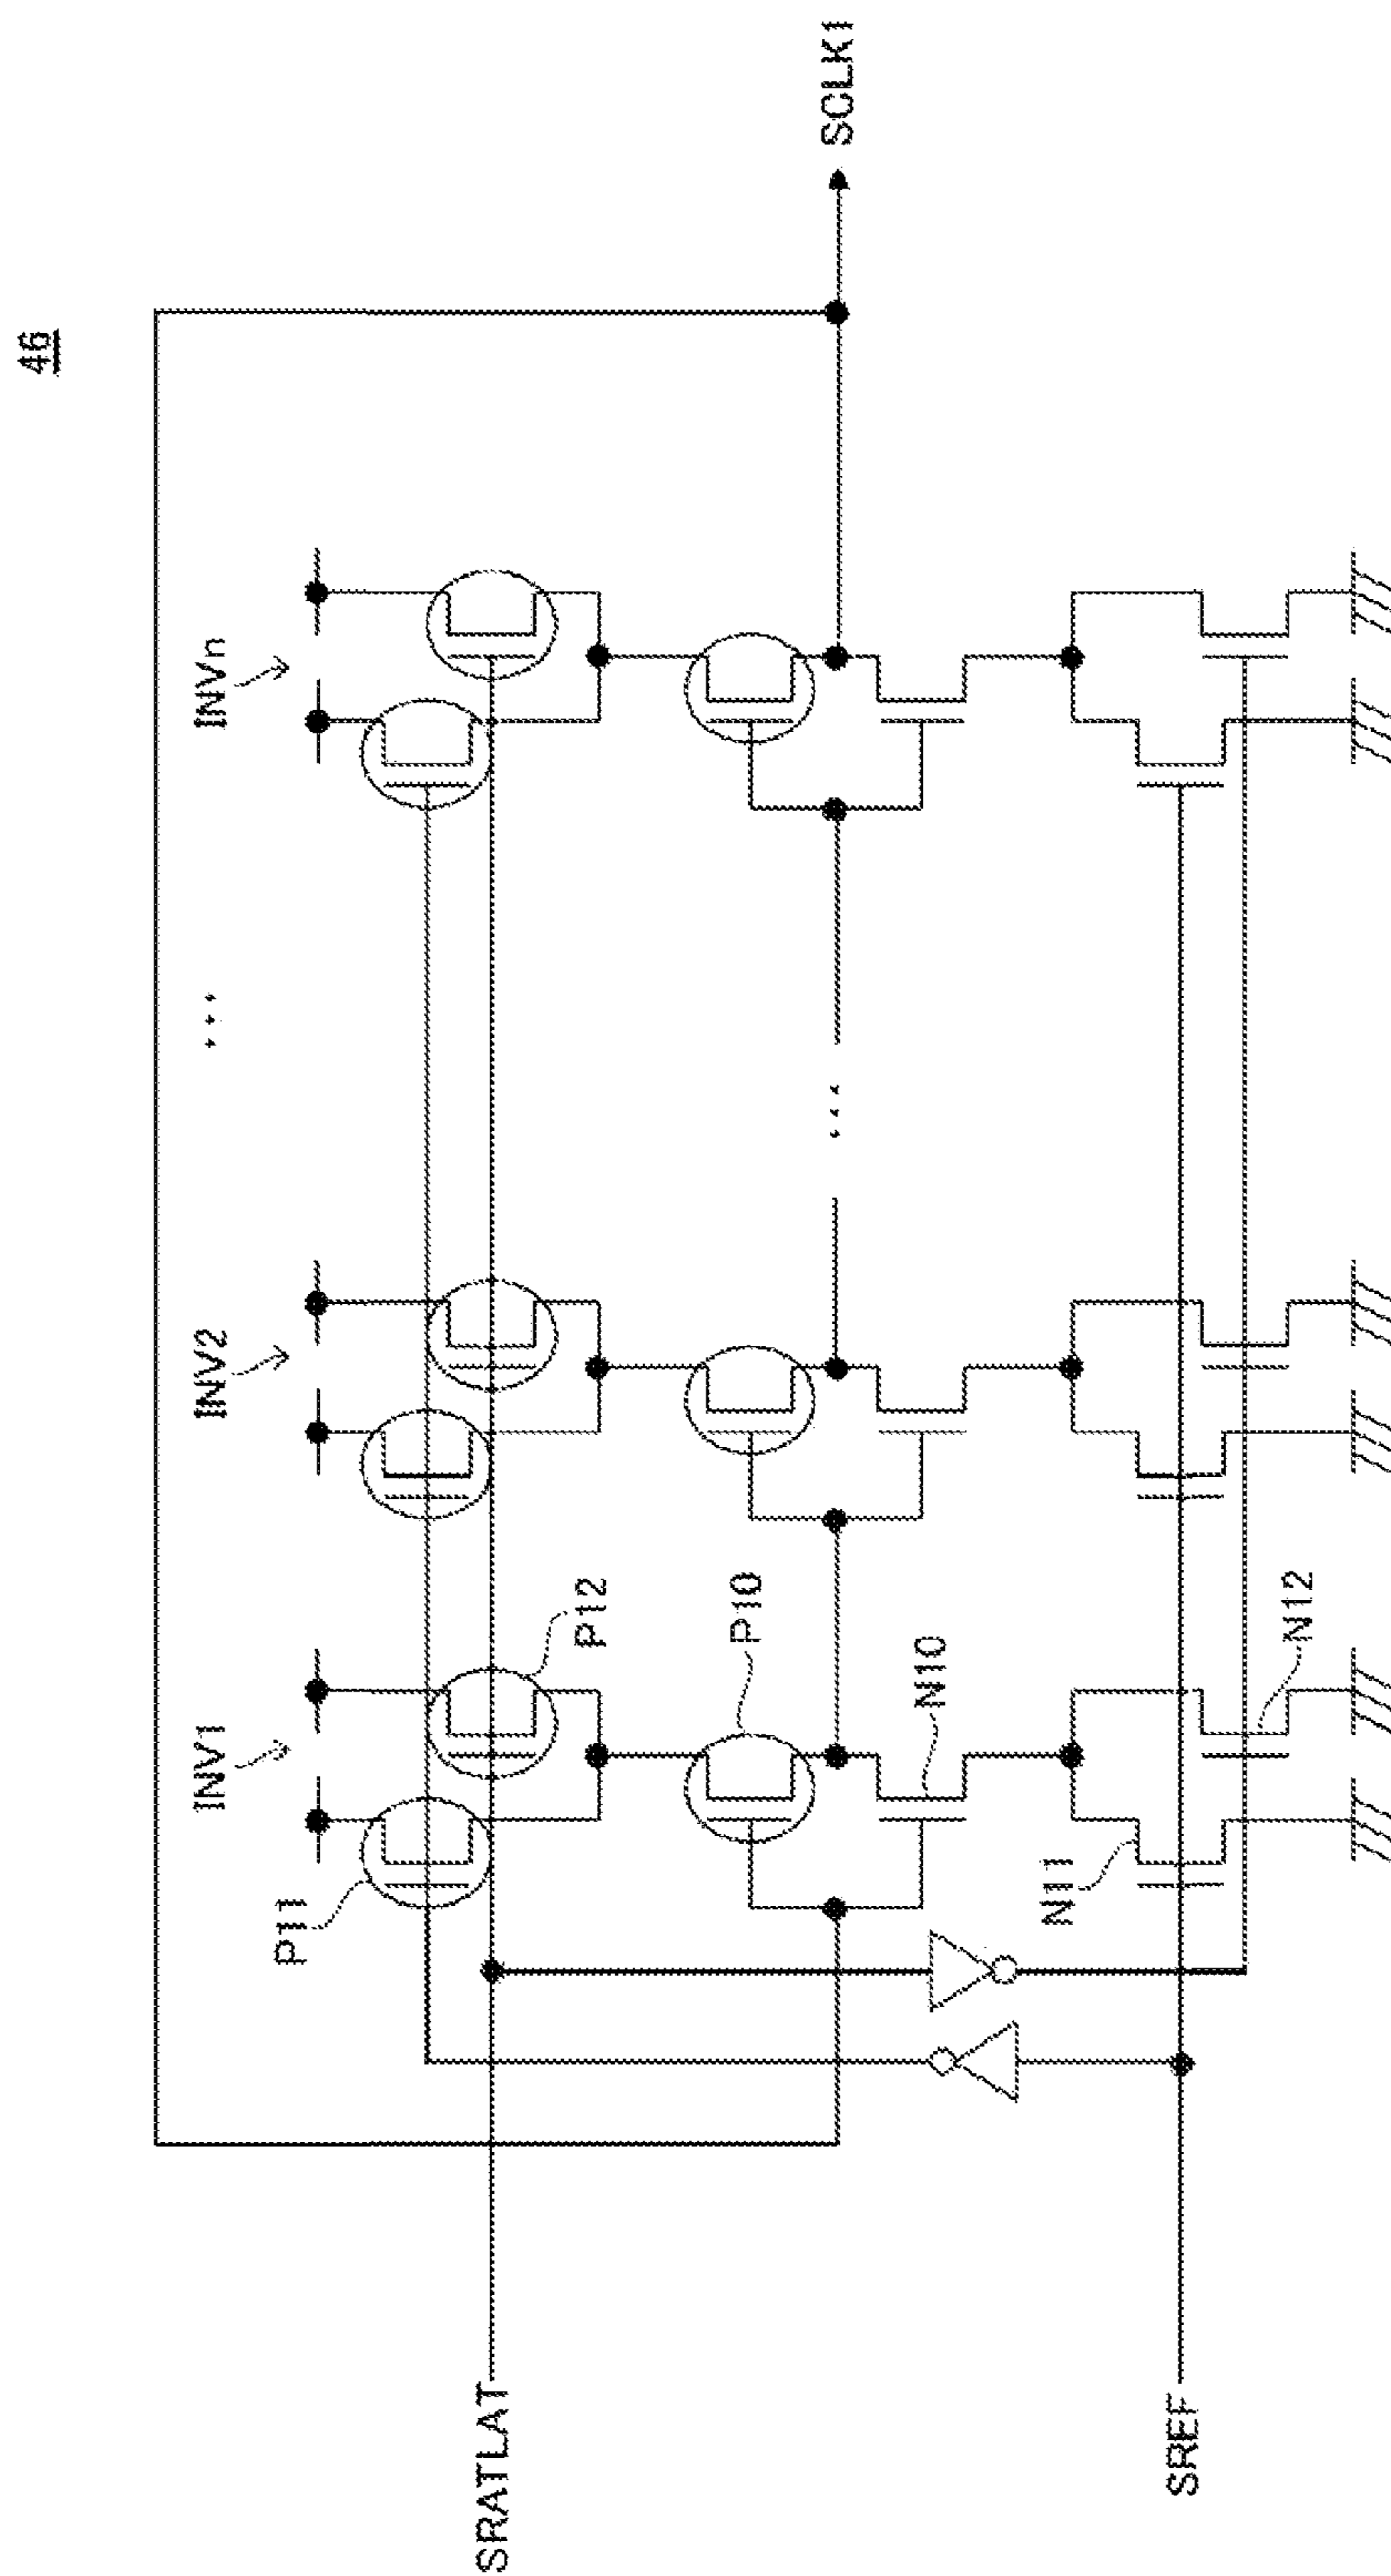 46
INV1
INV2
...
INVn
P11
P12
P10
N10
N11
N12
...
SRATLAT
SREF
SCLK1